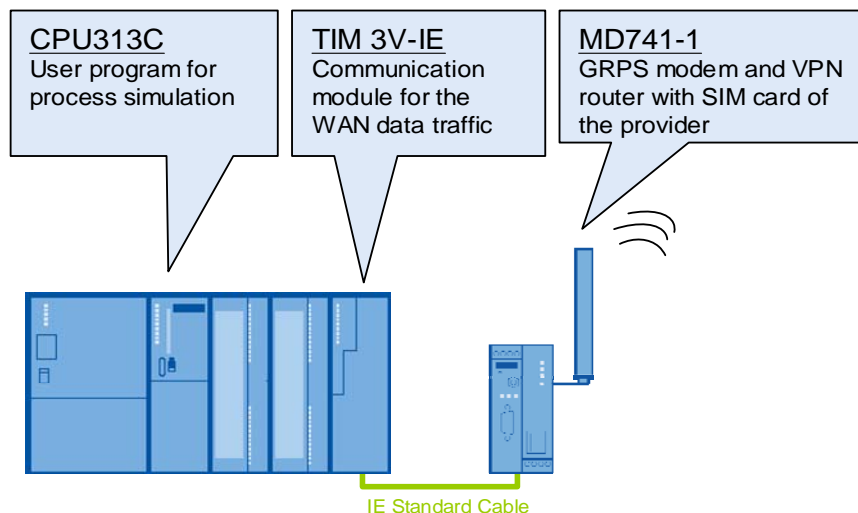 CPU313C
User program for
process simulation
TIM 3V-IE
Communication
module for the
WAN data traffic
MD741-1
GRPS modem and VPN
router with SIM card of
the provider
IE Standard Cable